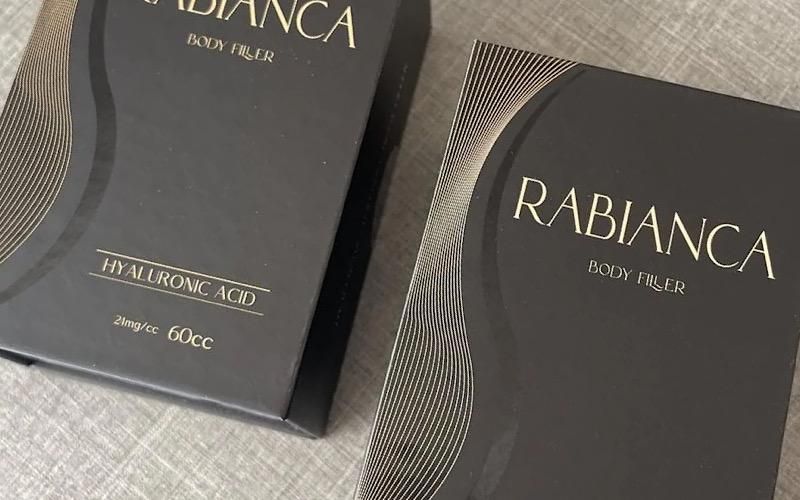 RABIANCA
BODY FILLER
HYALURONIC ACID
21mg/cc 60cc
RABIANCA
BODY FILLER